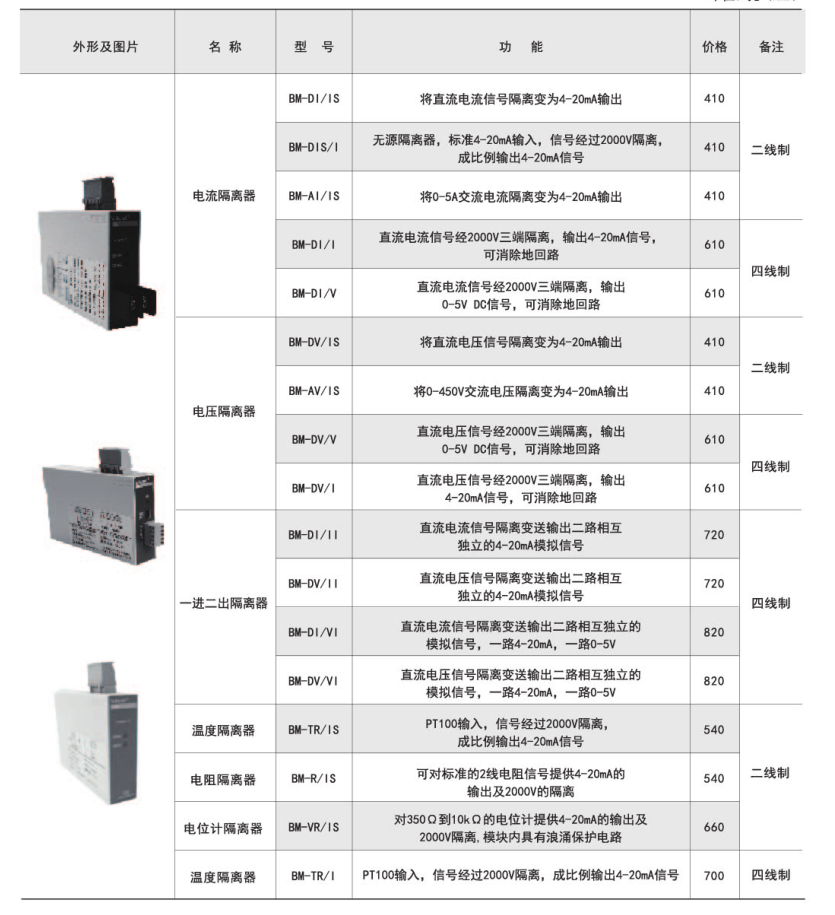 外形及图片 名 称 型 号 功 能 价格 备注
电流隔离器
BM-DI/IS 将直流电流信号隔离变为4-20mA输出 410
BM-DIS/I 无源隔离器，标准4-20mA输入，信号经过2000V隔离，
成比例输出4-20mA信号 410
二线制
BM-AI/IS 将0-5A交流电流隔离变为4-20mA输出 410
BM-DI/I 直流电流信号经2000V三端隔离，输出4-20mA信号，
可消除地回路 610
四线制
BM-DI/V 直流电流信号经2000V三端隔离，输出
0-5V DC信号，可消除地回路 610
电压隔离器
BM-DV/IS 将直流电压信号隔离变为4-20mA输出 410
二线制
BM-AV/IS 将0-450V交流电压隔离变为4-20mA输出 410
BM-DV/V 直流电压信号经2000V三端隔离，输出
0-5V DC信号，可消除地回路 610
四线制
BM-DV/I 直流电压信号经2000V三端隔离，输出
4-20mA信号，可消除地回路 610
一进二出隔离器
BM-DI/II 直流电流信号隔离变送输出二路相互
独立的4-20mA模拟信号 720
BM-DV/II 直流电压信号隔离变送输出二路相互
独立的4-20mA模拟信号 720
四线制
BM-DI/VI 直流电流信号隔离变送输出二路相互独立的
模拟信号，一路4-20mA，一路0-5V 820
BM-DV/VI 直流电压信号隔离变送输出二路相互独立的
模拟信号，一路4-20mA，一路0-5V 820
温度隔离器 BM-TR/IS PT100输入，信号经过2000V隔离，
成比例输出4-20mA信号 540
电阻隔离器 BM-R/IS 可对标准的2线电阻信号提供4-20mA的
输出及2000V的隔离 540 二线制
电位计隔离器 BM-VR/IS 对350Ω到10kΩ的电位计提供4-20mA的输出及
2000V隔离,模块内具有浪涌保护电路 660
温度隔离器 BM-TR/I PT100输入，信号经过2000V隔离，成比例输出4-20mA信号 700 四线制